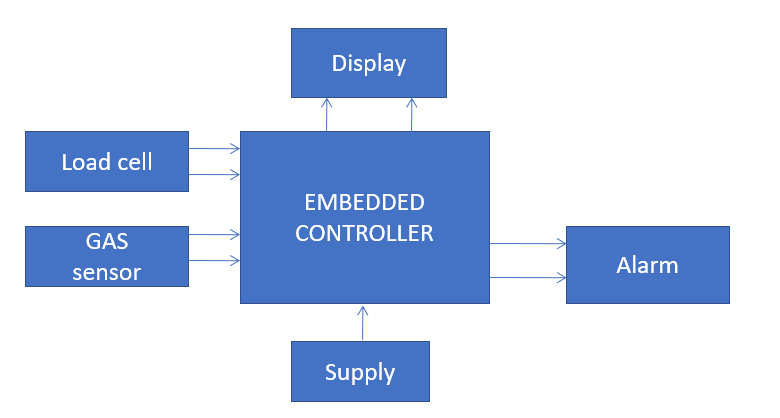 Display
Load cell
EMBEDDED
CONTROLLER
GAS
sensor
Alarm
Supply